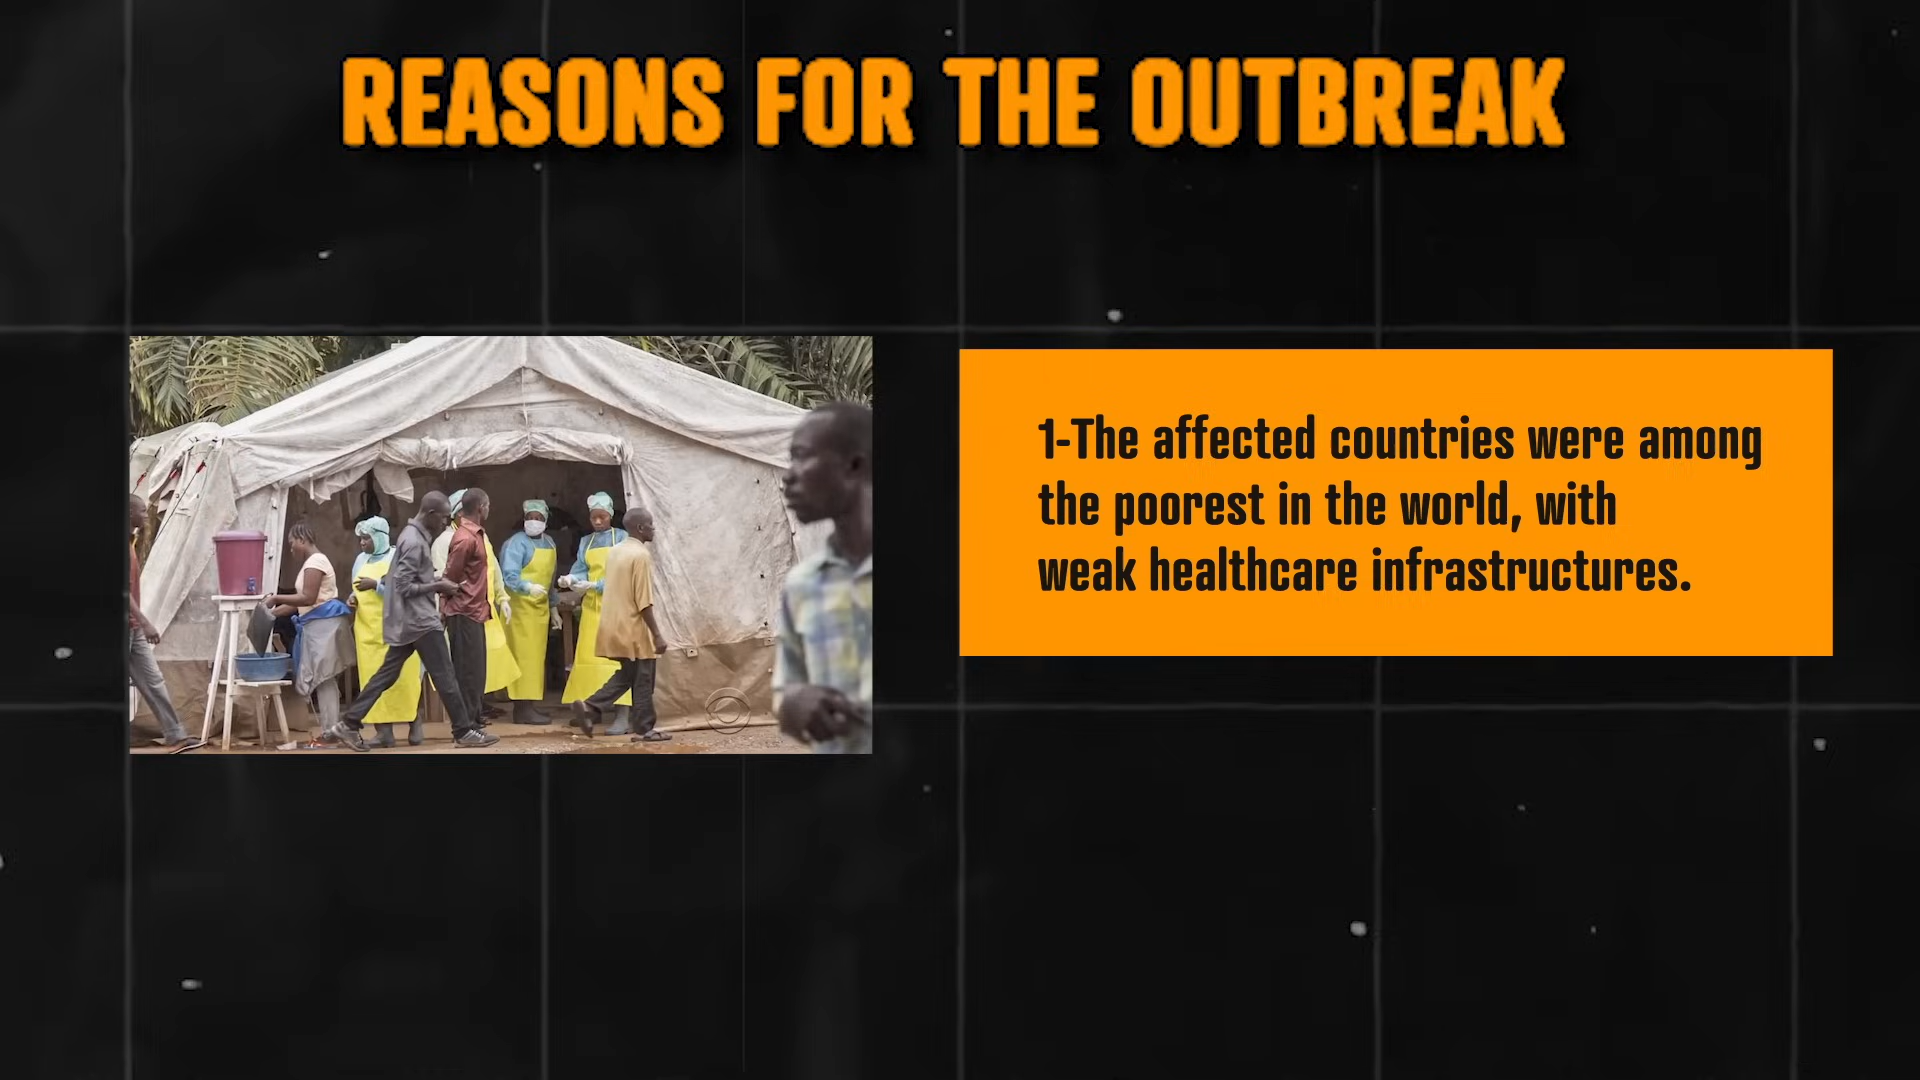 REASONS FOR THE OUTBREAK
1-The affected countries were among
the poorest in the world, with
weak healthcare infrastructures.